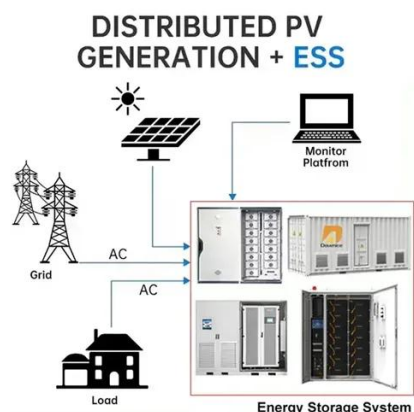 DISTRIBUTED PV
GENERATION + ESS
Monitor
Platfrom
AC
Grid
AC
Load
Energy Storage System